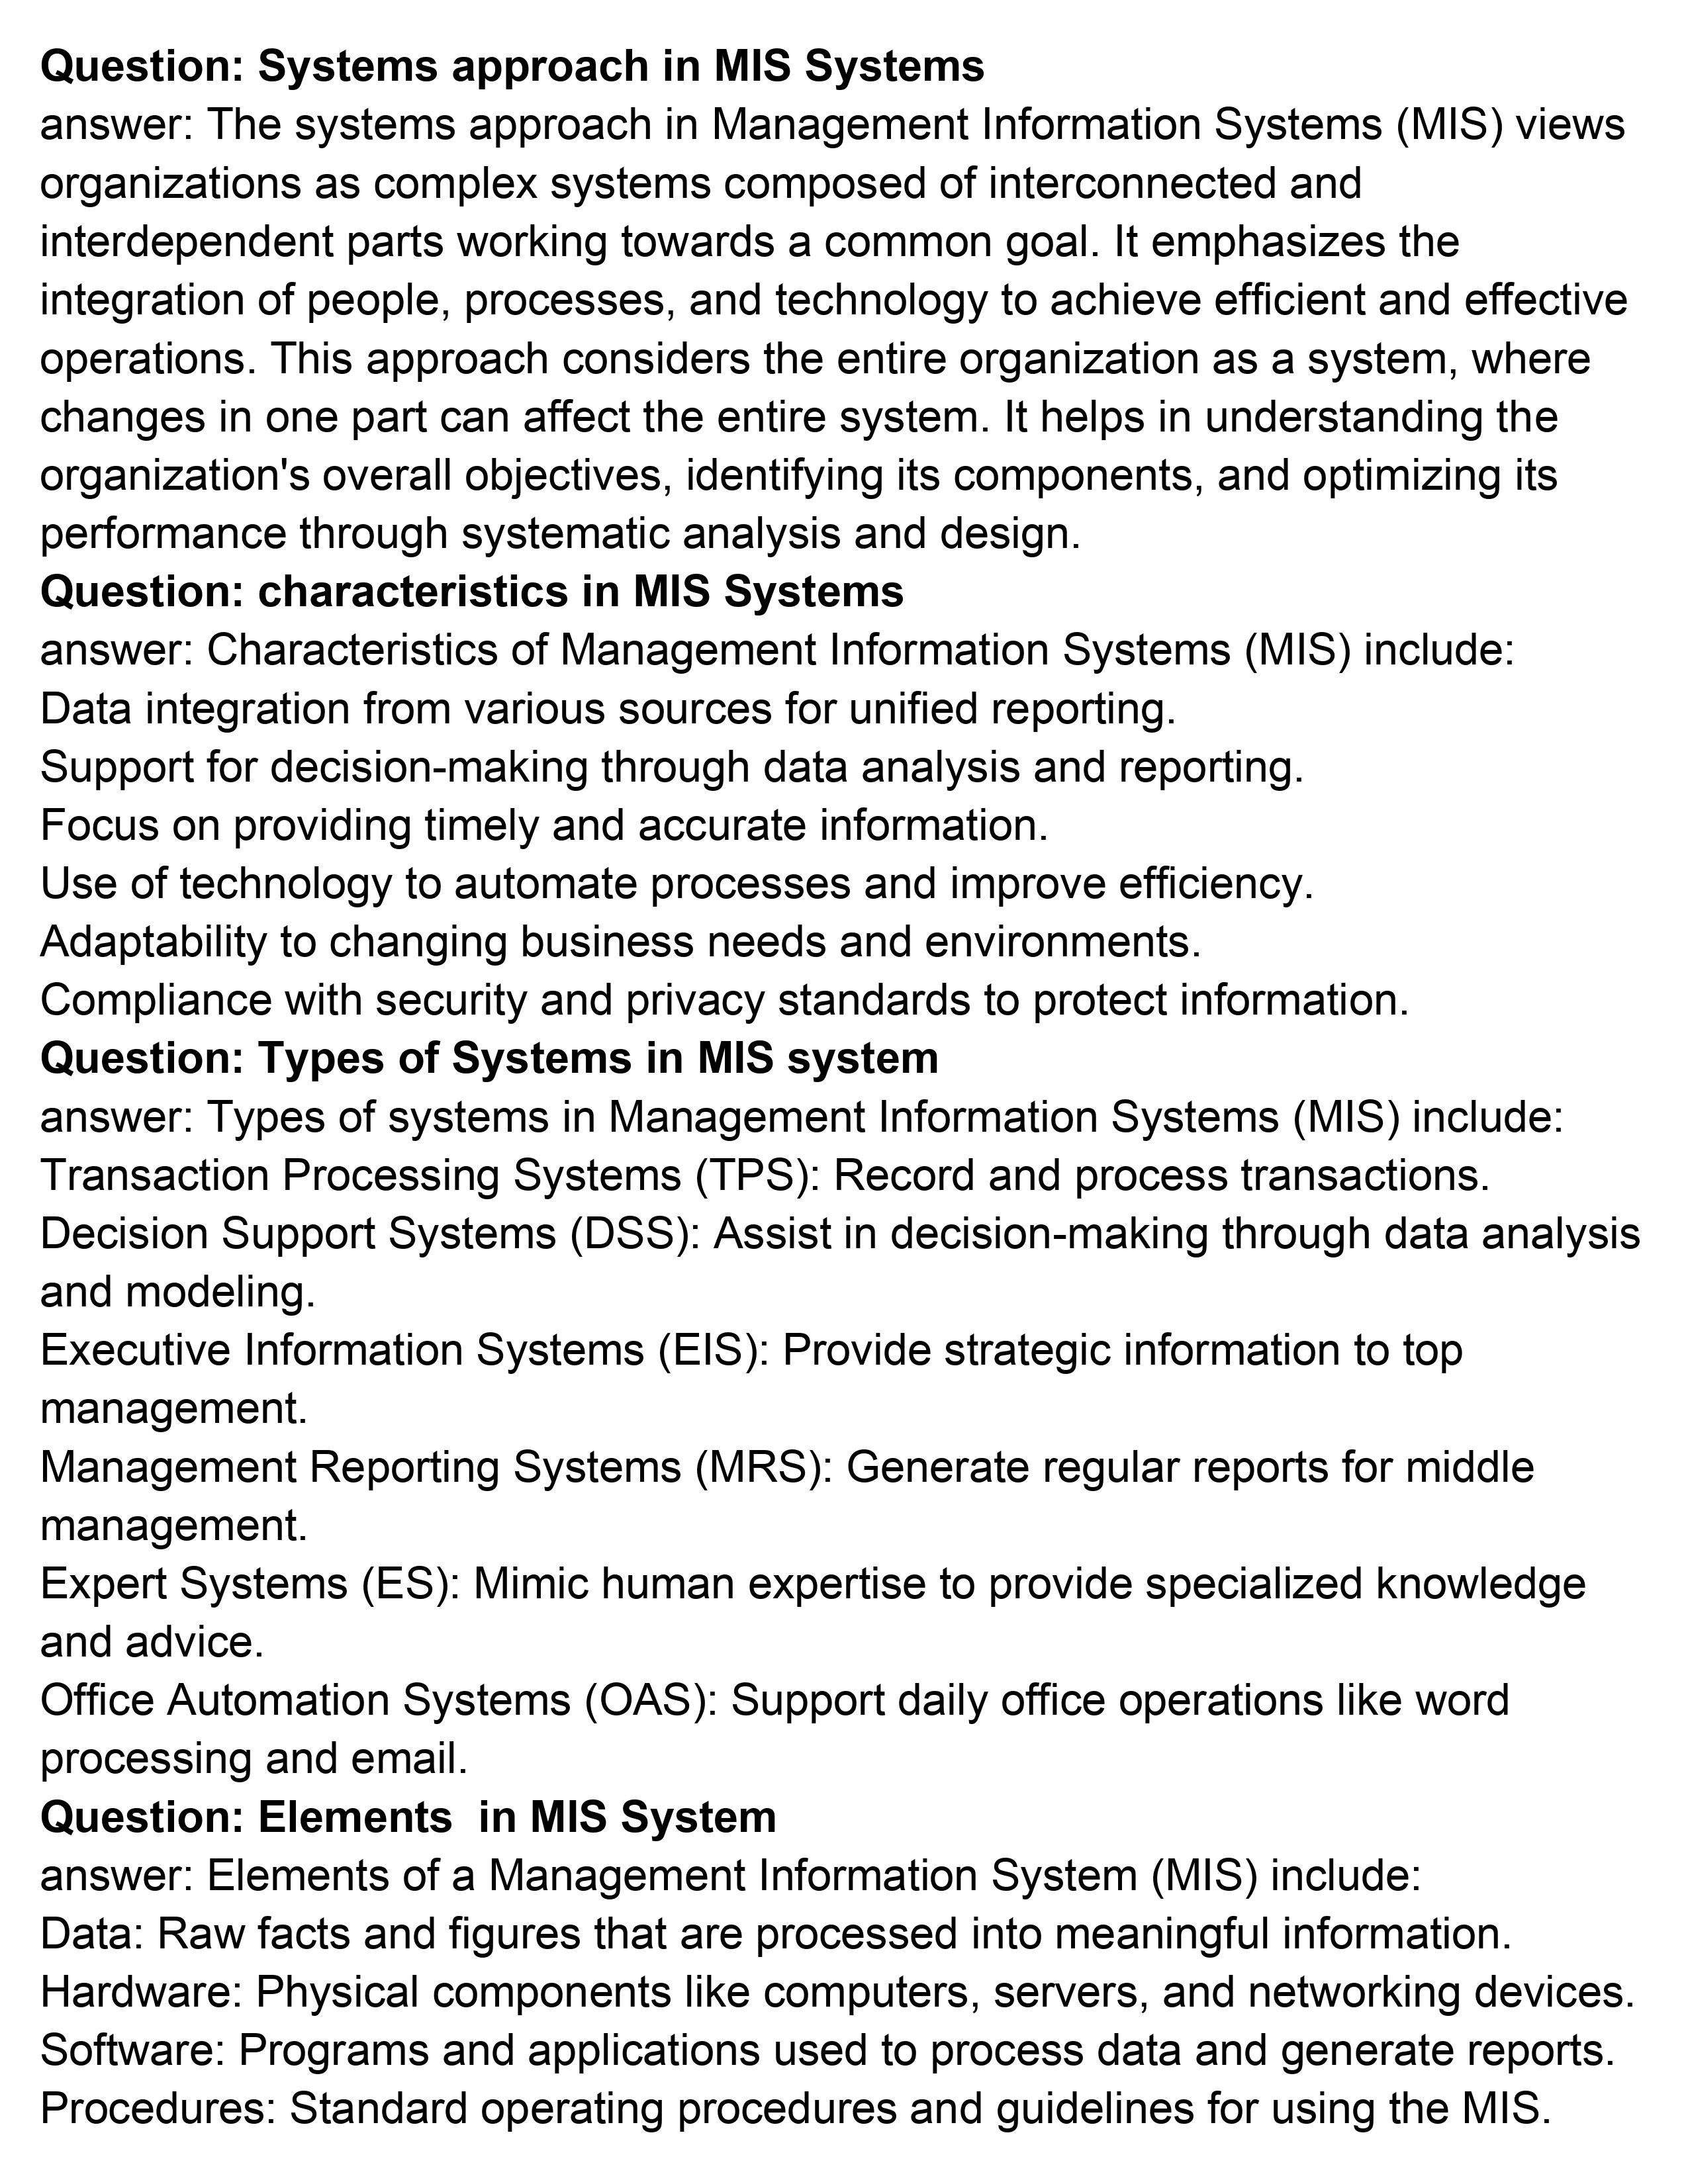 Question: Systems approach in MIS Systems
answer: The systems approach in Management Information Systems (MIS) views
organizations as complex systems composed of interconnected and
interdependent parts working towards a common goal. It emphasizes the
integration of people, processes, and technology to achieve efficient and effective
operations. This approach considers the entire organization as a system, where
changes in one part can affect the entire system. It helps in understanding the
organization's overall objectives, identifying its components, and optimizing its
performance through systematic analysis and design.
Question: characteristics in MIS Systems
answer: Characteristics of Management Information Systems (MIS) include:
Data integration from various sources for unified reporting.
Support for decision-making through data analysis and reporting.
Focus on providing timely and accurate information.
Use of technology to automate processes and improve efficiency.
Adaptability to changing business needs and environments.
Compliance with security and privacy standards to protect information.
Question: Types of Systems in MIS system
answer: Types of systems in Management Information Systems (MIS) include:
Transaction Processing Systems (TPS): Record and process transactions.
Decision Support Systems (DSS): Assist in decision-making through data analysis
and modeling.
Executive Information Systems (EIS): Provide strategic information to top
management.
Management Reporting Systems (MRS): Generate regular reports for middle
management.
Expert Systems (ES): Mimic human expertise to provide specialized knowledge
and advice.
Office Automation Systems (OAS): Support daily office operations like word
processing and email.
Question: Elements  in MIS System
answer: Elements of a Management Information System (MIS) include:
Data: Raw facts and figures that are processed into meaningful information.
Hardware: Physical components like computers, servers, and networking devices.
Software: Programs and applications used to process data and generate reports.
Procedures: Standard operating procedures and guidelines for using the MIS.